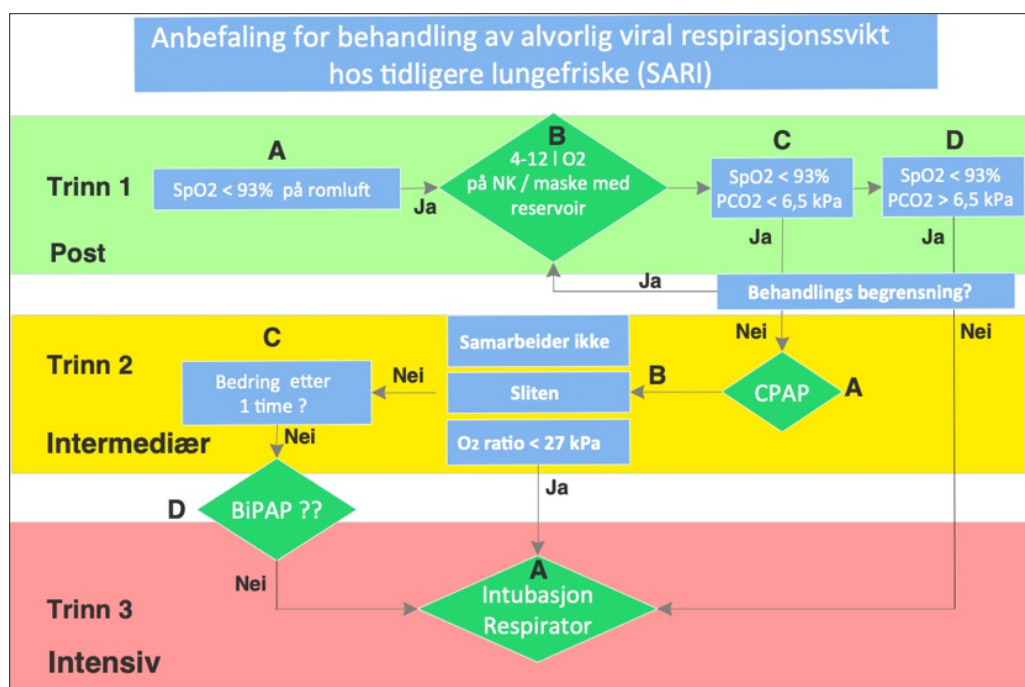 Anbefaling for behandling av alvorlig viral respirasjonssvikt
hos tidligere lungefriske (SARI)
Trinn 1
Post
A
SpO2 < 93% på romluft
Ja
B
4-12 l O2
på NK / maske med
reservoir
C
SpO2 < 93%
PCO2 < 6,5 kPa
Ja
D
SpO2 < 93%
PCO2 > 6,5 kPa
Ja
Ja
Behandlings begrensning?
Nei
Nei
Trinn 2
Intermediær
A
CPAP
B
Samarbeider ikke
Sliten
O2 ratio < 27 kPa
Nei
Ja
C
Bedring etter
1 time ?
Nei
D
BiPAP ??
Nei
Trinn 3
Intensiv
A
Intubasjon
Respirator